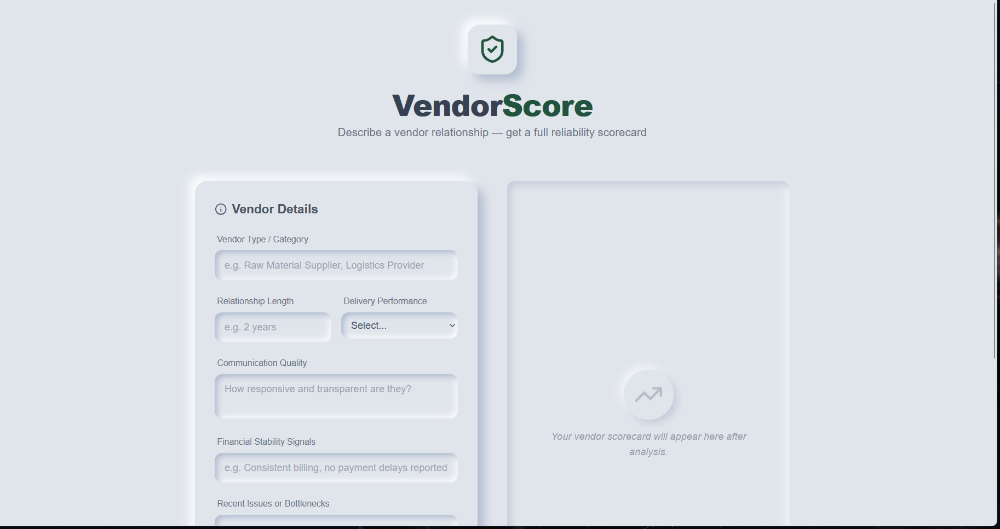 VendorScore
Describe a vendor relationship — get a full reliability scorecard
Vendor Details
Vendor Type / Category
e.g. Raw Material Supplier, Logistics Provider
Relationship Length
e.g. 2 years
Delivery Performance
Select...
Communication Quality
How responsive and transparent are they?
Financial Stability Signals
e.g. Consistent billing, no payment delays reported
Recent Issues or Bottlenecks
Your vendor scorecard will appear here after
analysis.